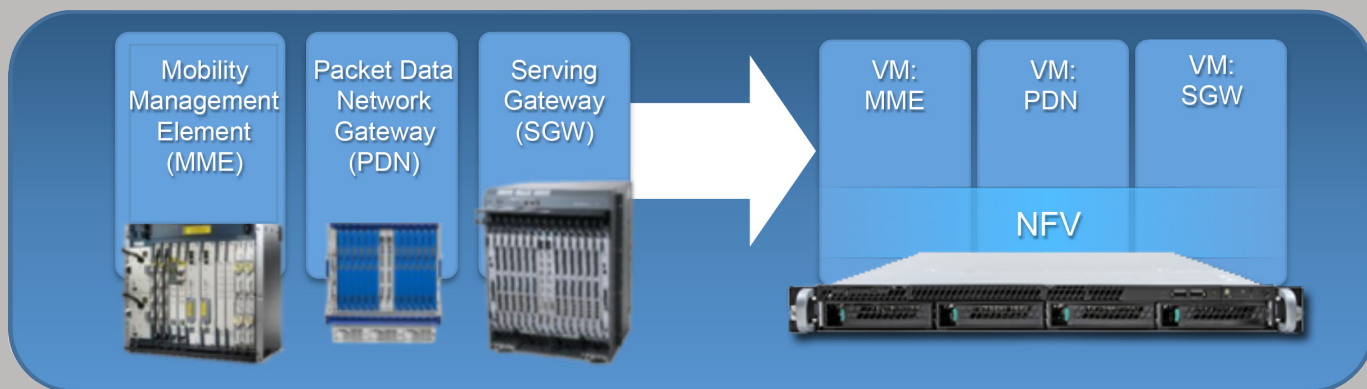 Mobility
Management
Element
(MME)
Packet Data
Network
Gateway
(PDN)
Serving
Gateway
(SGW)
VM:
MME
VM:
PDN
VM:
SGW
NFV